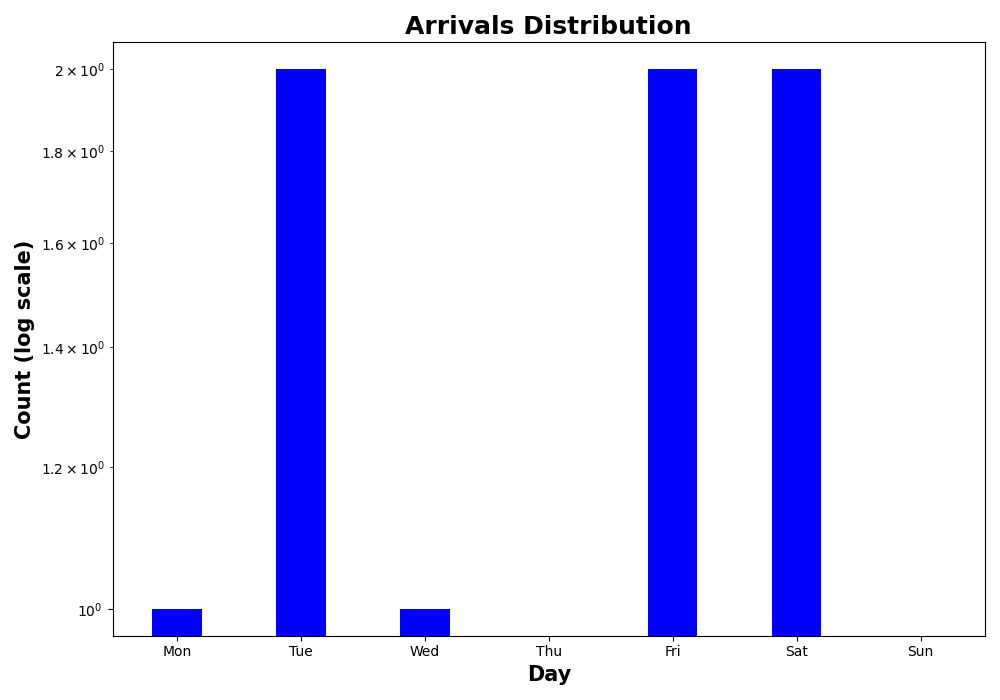 Arrivals Distribution
2 × 10⁰
1.8 × 10⁰
1.6 × 10⁰
1.4 × 10⁰
1.2 × 10⁰
10⁰
Count (log scale)
Mon Tue Wed Thu Fri Sat Sun
Day